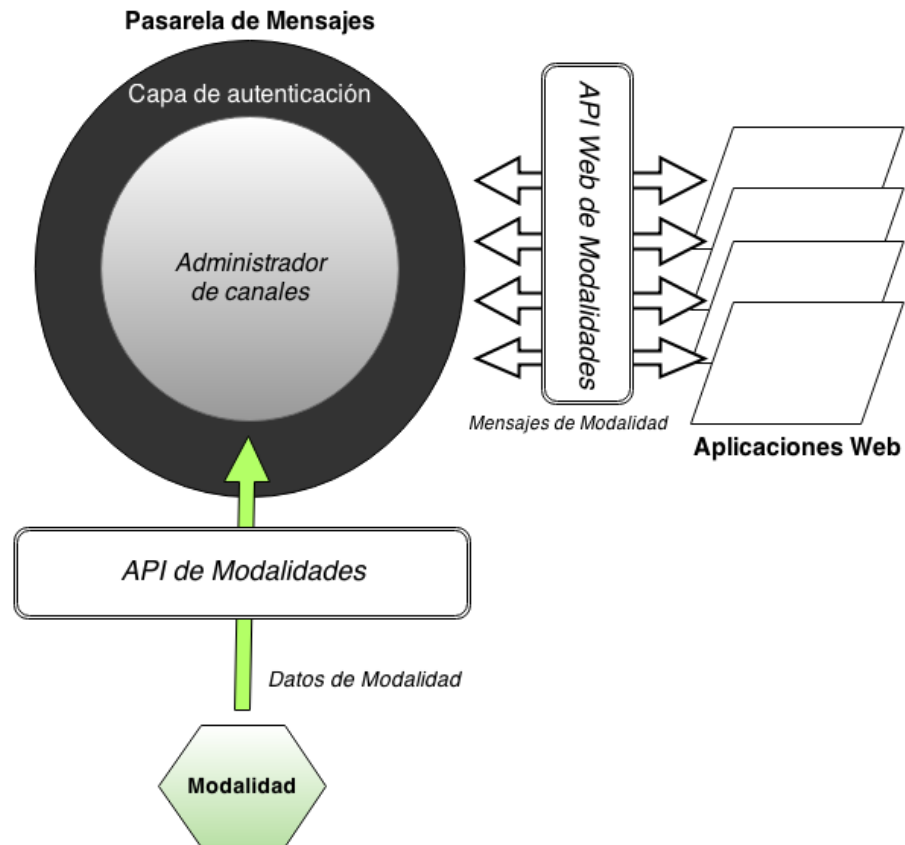 Pasarela de Mensajes
Capa de autenticación
Administrador
de canales
API Web de Modalidades
Mensajes de Modalidad
Aplicaciones Web
API de Modalidades
Datos de Modalidad
Modalidad